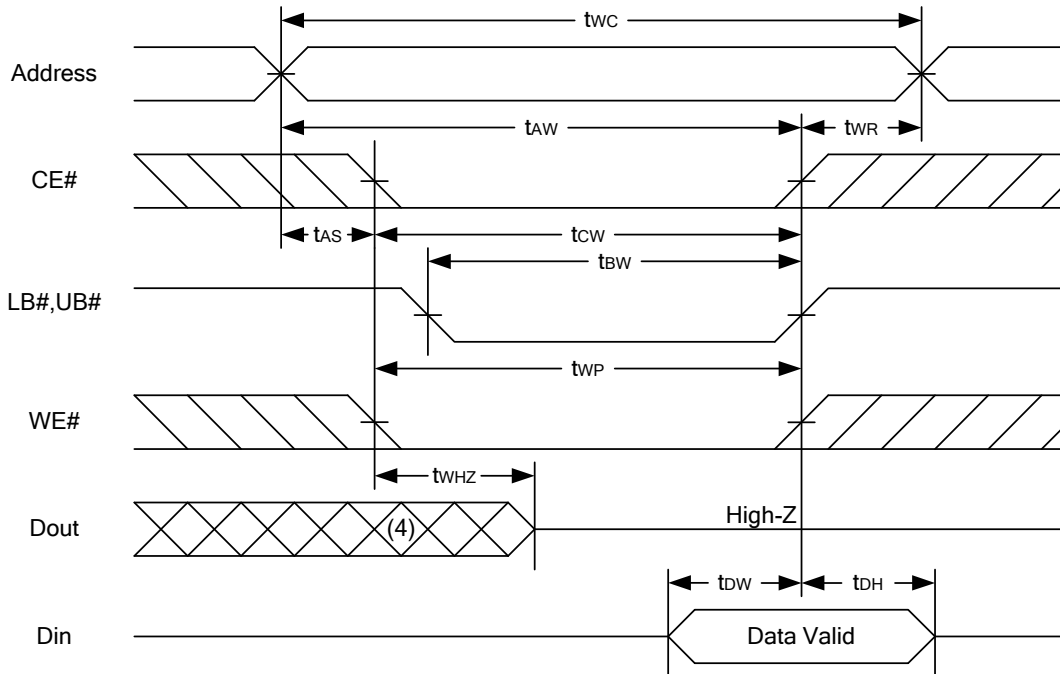 tWC
Address
tAW
tWR
CE#
tAS
tCW
tBW
LB#,UB#
tWP
WE#
tWHZ
Dout
(4)
High-Z
tDW
tDH
Din
Data Valid